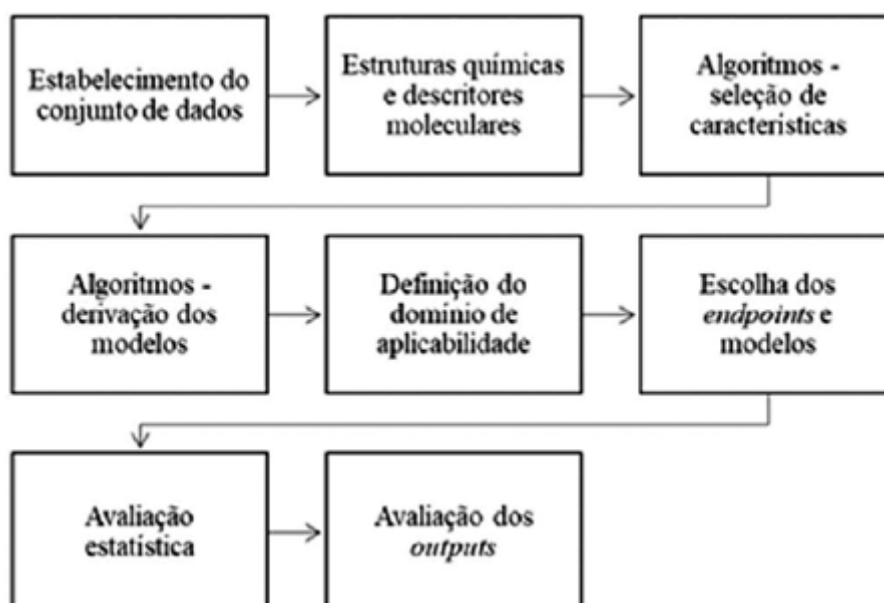 Estabelecimento do
conjunto de dados
Estruturas químicas
e descritores
moleculares
Algoritmos -
seleção de
características
Algoritmos -
derivação dos
modelos
Definição do
domínio de
aplicabilidade
Escolha dos
endpoints e
modelos
Avaliação
estatística
Avaliação dos
outputs